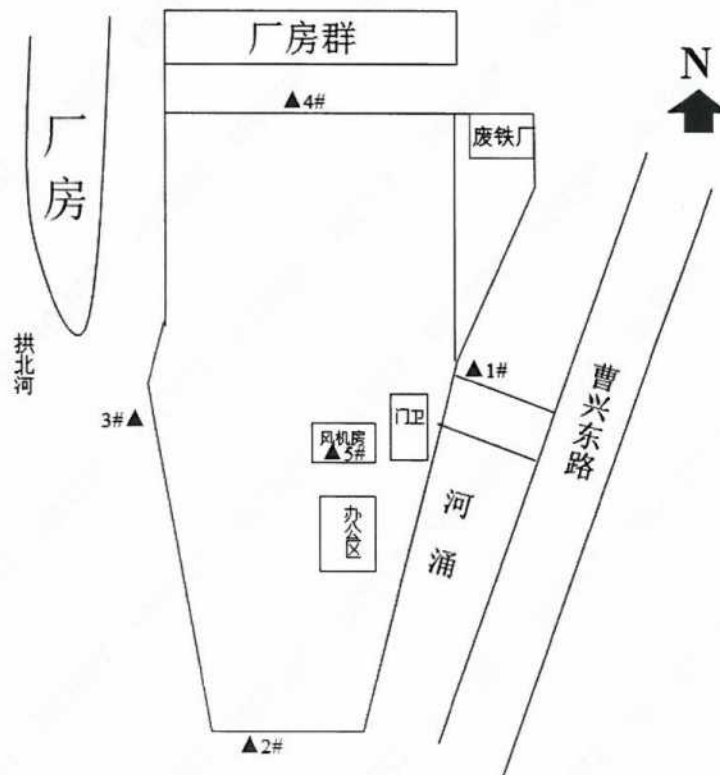 厂房群
N
▲4#
废铁厂
厂房
拱北河
▲1#
曹兴东路
3#▲
门卫
风机房
▲5#
河涌
办公区
▲2#